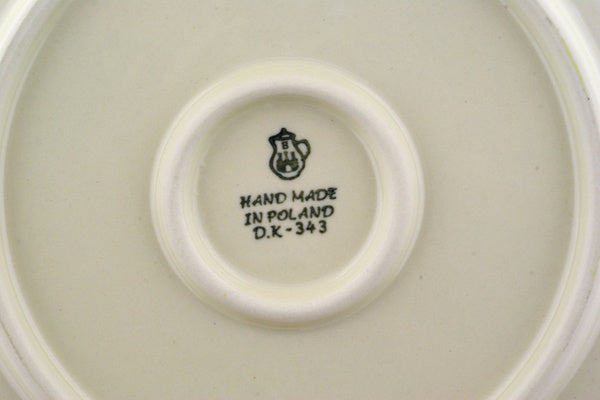 B
HAND MADE
IN POLAND
D.K-343